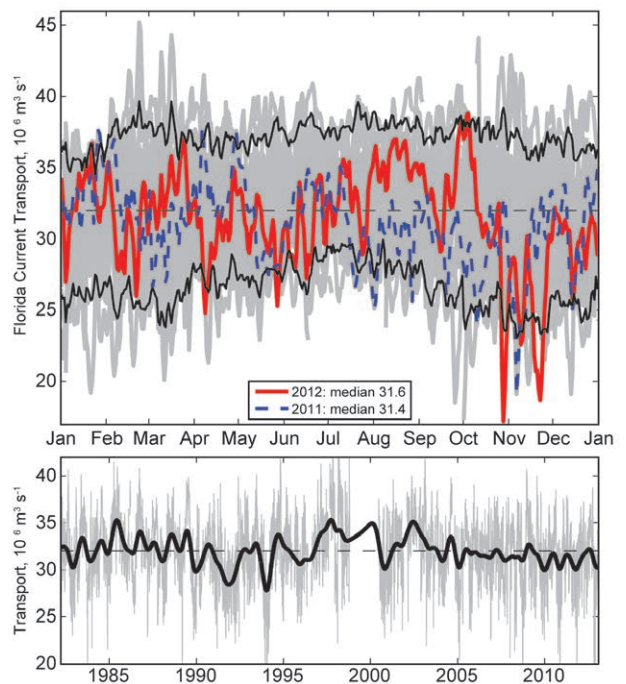 45
40
35
30
25
20
Florida Current Transport, 10⁶ m³ s⁻¹
2012: median 31.6
2011: median 31.4
Jan Feb Mar Apr May Jun Jul Aug Sep Oct Nov Dec Jan
40
35
30
25
20
Transport, 10⁶ m³ s⁻¹
1985 1990 1995 2000 2005 2010